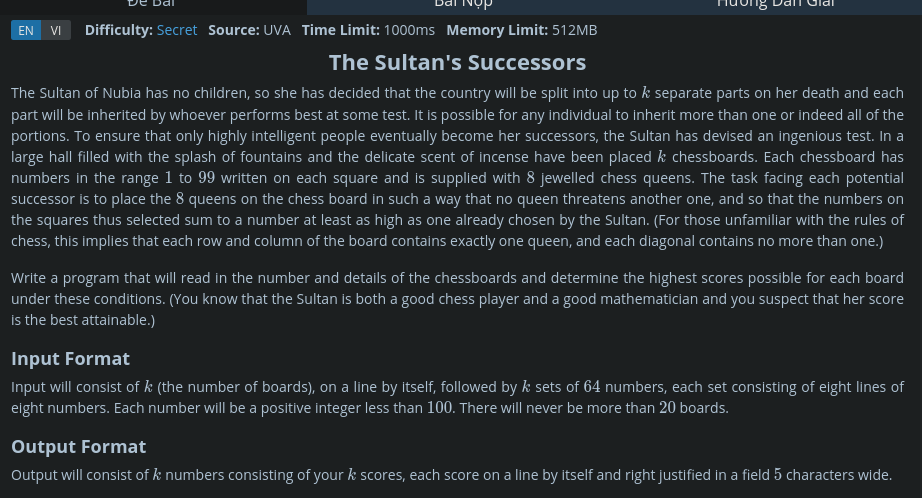 Đề Bài Bài Nộp Hướng Dẫn Giải
EN VI Difficulty: Secret Source: UVA Time Limit: 1000ms Memory Limit: 512MB
The Sultan's Successors
The Sultan of Nubia has no children, so she has decided that the country will be split into up to k separate parts on her death and each
part will be inherited by whoever performs best at some test. It is possible for any individual to inherit more than one or indeed all of the
portions. To ensure that only highly intelligent people eventually become her successors, the Sultan has devised an ingenious test. In a
large hall filled with the splash of fountains and the delicate scent of incense have been placed k chessboards. Each chessboard has
numbers in the range 1 to 99 written on each square and is supplied with 8 jewelled chess queens. The task facing each potential
successor is to place the 8 queens on the chess board in such a way that no queen threatens another one, and so that the numbers on
the squares thus selected sum to a number at least as high as one already chosen by the Sultan. (For those unfamiliar with the rules of
chess, this implies that each row and column of the board contains exactly one queen, and each diagonal contains no more than one.)
Write a program that will read in the number and details of the chessboards and determine the highest scores possible for each board
under these conditions. (You know that the Sultan is both a good chess player and a good mathematician and you suspect that her score
is the best attainable.)
Input Format
Input will consist of k (the number of boards), on a line by itself, followed by k sets of 64 numbers, each set consisting of eight lines of
eight numbers. Each number will be a positive integer less than 100. There will never be more than 20 boards.
Output Format
Output will consist of k numbers consisting of your k scores, each score on a line by itself and right justified in a field 5 characters wide.